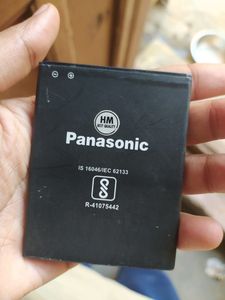 HM
BEST QUALITY
Panasonic
IS 16046/IEC 62133
R-41075442